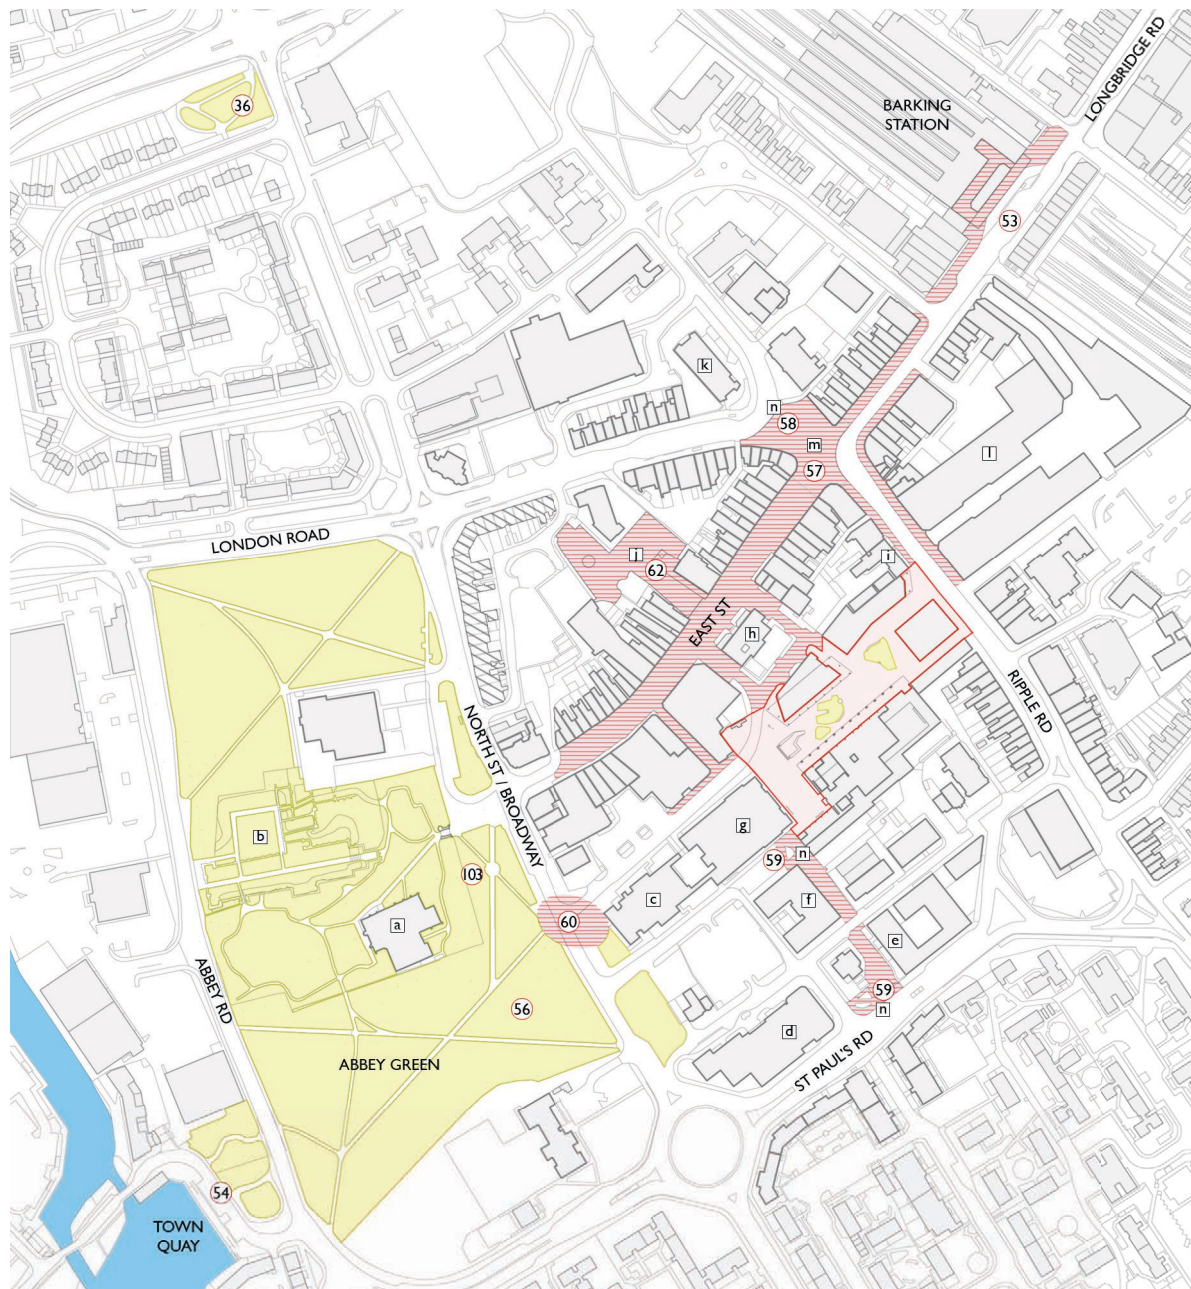 LONGBRIDGE RD
36
BARKING
STATION
53
k
n
58
m
57
l
LONDON ROAD
j
62
i
EAST ST
h
RIPPLE RD
NORTH ST / BROADWAY
b
g
103
59
n
c
f
a
60
e
ABBEY RD
59
56
n
d
ST PAUL'S RD
ABBEY GREEN
54
TOWN
QUAY